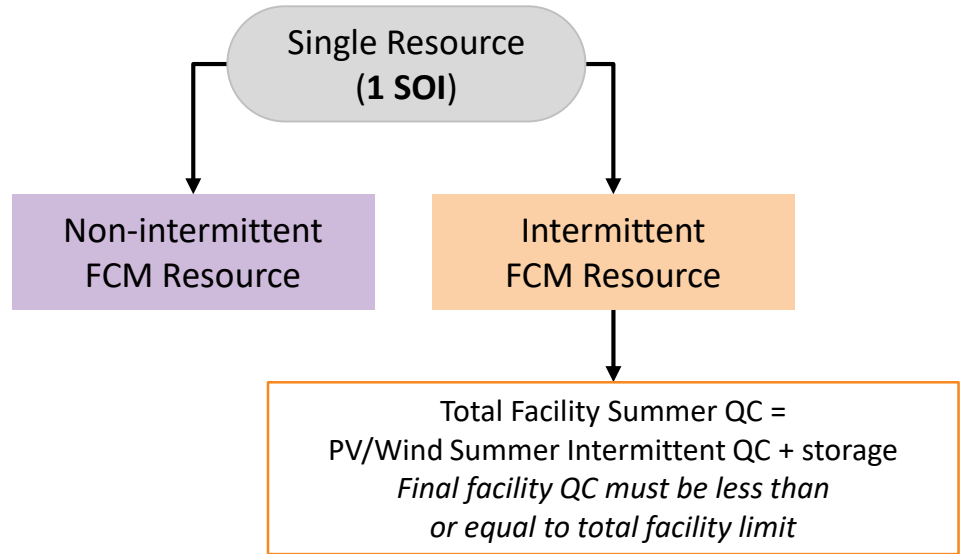 Single Resource
(1 SOI)
Non-intermittent
FCM Resource
Intermittent
FCM Resource
Total Facility Summer QC =
PV/Wind Summer Intermittent QC + storage
Final facility QC must be less than
or equal to total facility limit